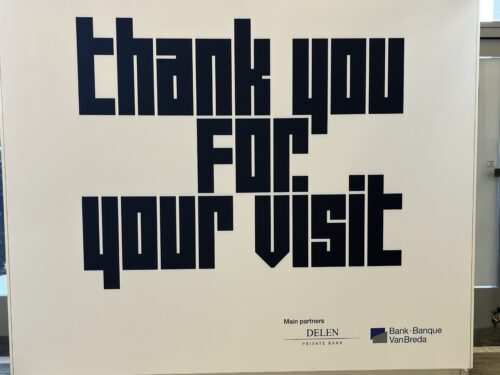 thank you
For
your visit
Main partners
DELEN
PRIVATE BANK
Bank-Banque
VanBreda